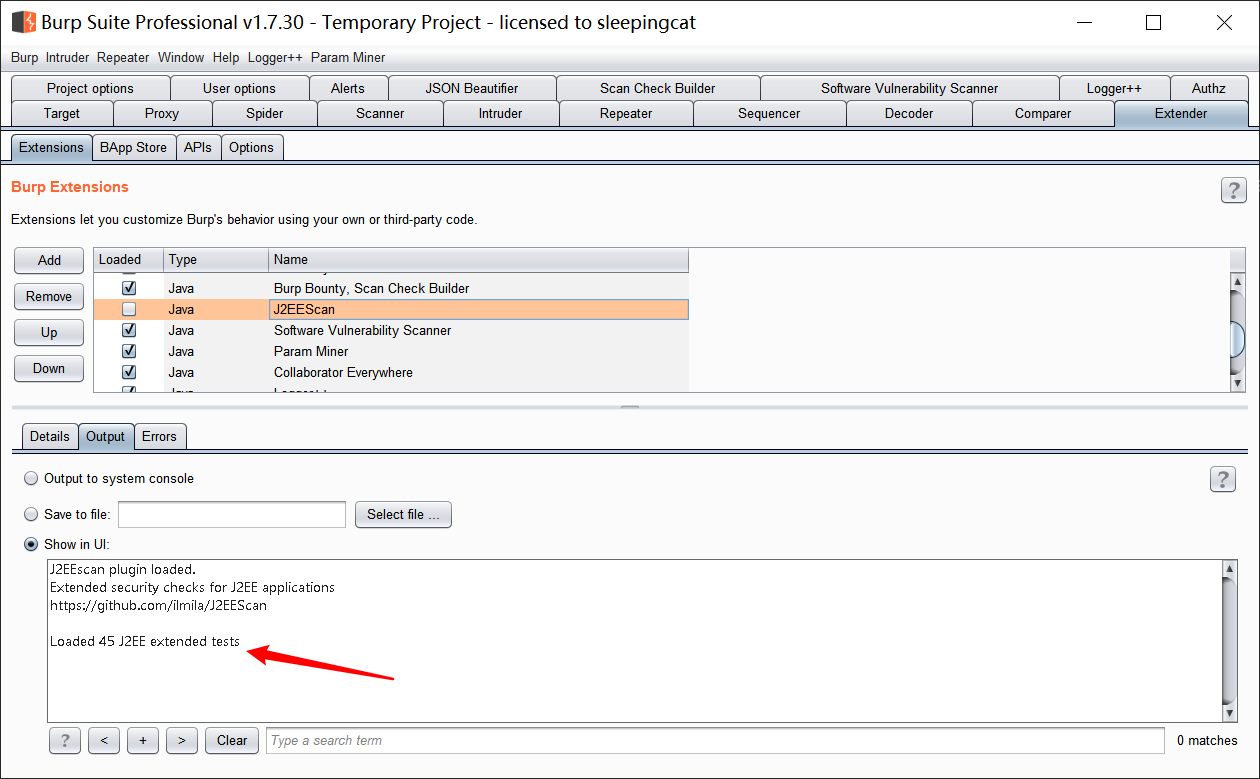 Burp Suite Professional v1.7.30 - Temporary Project - licensed to sleepingcat
Burp Intruder Repeater Window Help Logger++ Param Miner
Project options User options Alerts JSON Beautifier Scan Check Builder Software Vulnerability Scanner Logger++ Authz
Target Proxy Spider Scanner Intruder Repeater Sequencer Decoder Comparer Extender
Extensions BApp Store APIs Options
Burp Extensions
?
Extensions let you customize Burp's behavior using your own or third-party code.
Add Loaded Type Name
Java Burp Bounty, Scan Check Builder
Remove
Java J2EEScan
Up Java Software Vulnerability Scanner
Java Param Miner
Down Java Collaborator Everywhere
Details Output Errors
Output to system console
?
Save to file: Select file ...
Show in UI:
J2EEscan plugin loaded.
Extended security checks for J2EE applications
https://github.com/ilmila/J2EEScan
Loaded 45 J2EE extended tests
? < + > Clear Type a search term 0 matches